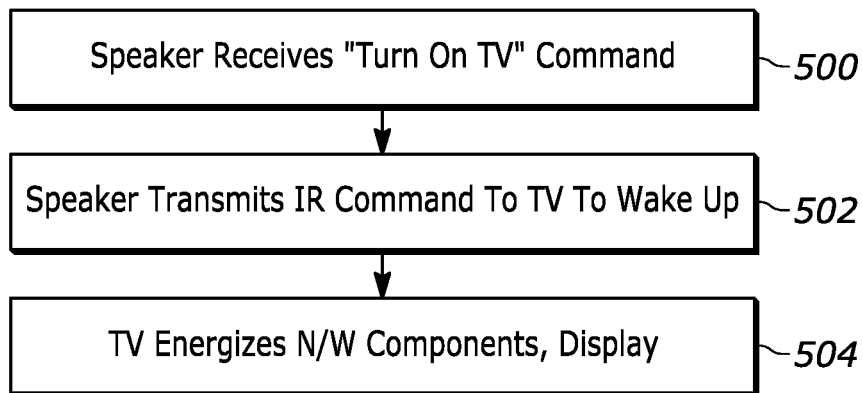 Speaker Receives "Turn On TV" Command
500
Speaker Transmits IR Command To TV To Wake Up
502
TV Energizes N/W Components, Display
504